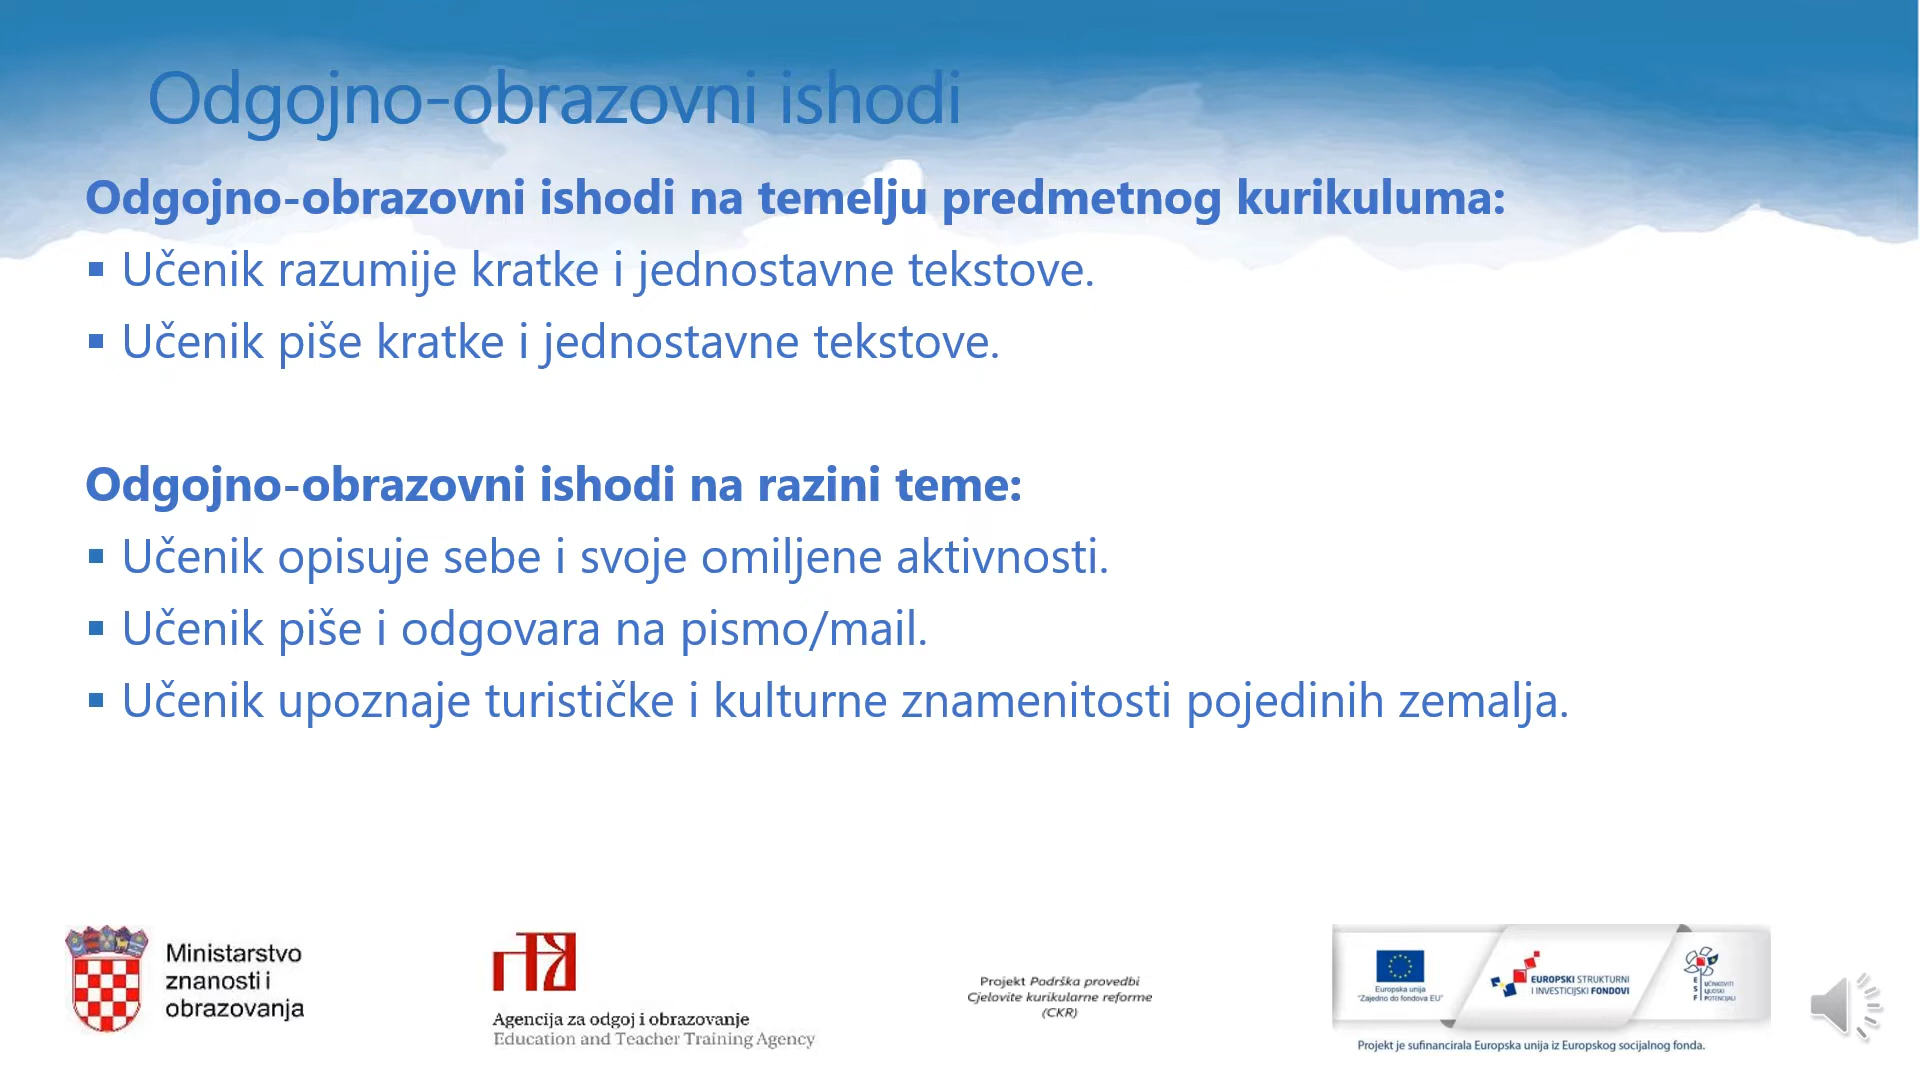 Odgojno-obrazovni ishodi
Odgojno-obrazovni ishodi na temelju predmetnog kurikuluma:
▪ Učenik razumije kratke i jednostavne tekstove.
▪ Učenik piše kratke i jednostavne tekstove.
Odgojno-obrazovni ishodi na razini teme:
▪ Učenik opisuje sebe i svoje omiljene aktivnosti.
▪ Učenik piše i odgovara na pismo/mail.
▪ Učenik upoznaje turističke i kulturne znamenitosti pojedinih zemalja.
Ministarstvo
znanosti i
obrazovanja
Agencija za odgoj i obrazovanje
Education and Teacher Training Agency
Projekt Podrška provedbi
Cjelovite kurikularne reforme
(CKR)
Europska unija
"Zajedno do fondova EU"
EUROPSKI STRUKTURNI
I INVESTICIJSKI FONDOVI
ESF
UČINKOVITI
LJUDSKI
POTENCIJALI
Projekt je sufinancirala Europska unija iz Europskog socijalnog fonda.